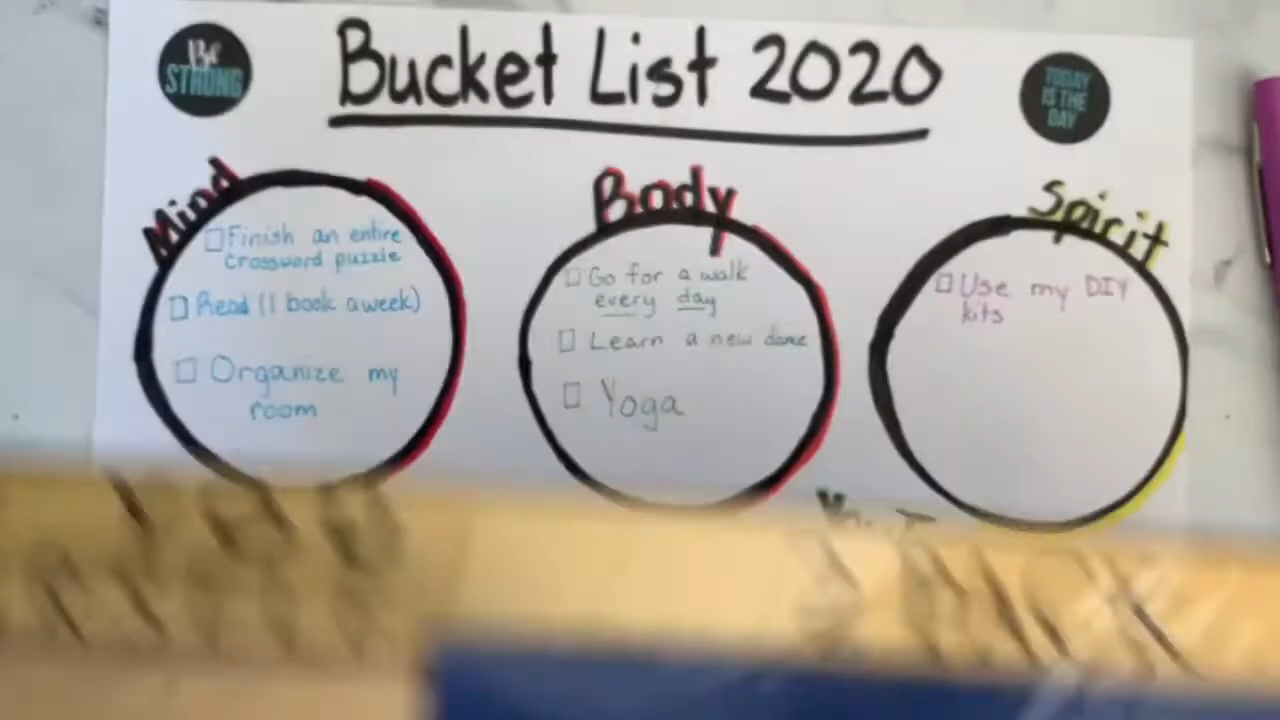 Be
STRONG
Bucket List 2020
TODAY
IS THE
DAY
Mind
Finish an entire
crossword puzzle
Read (1 book a week)
Organize my
room
Body
Go for a walk
every day
Learn a new dance
Yoga
Spirit
Use my DIY
kits